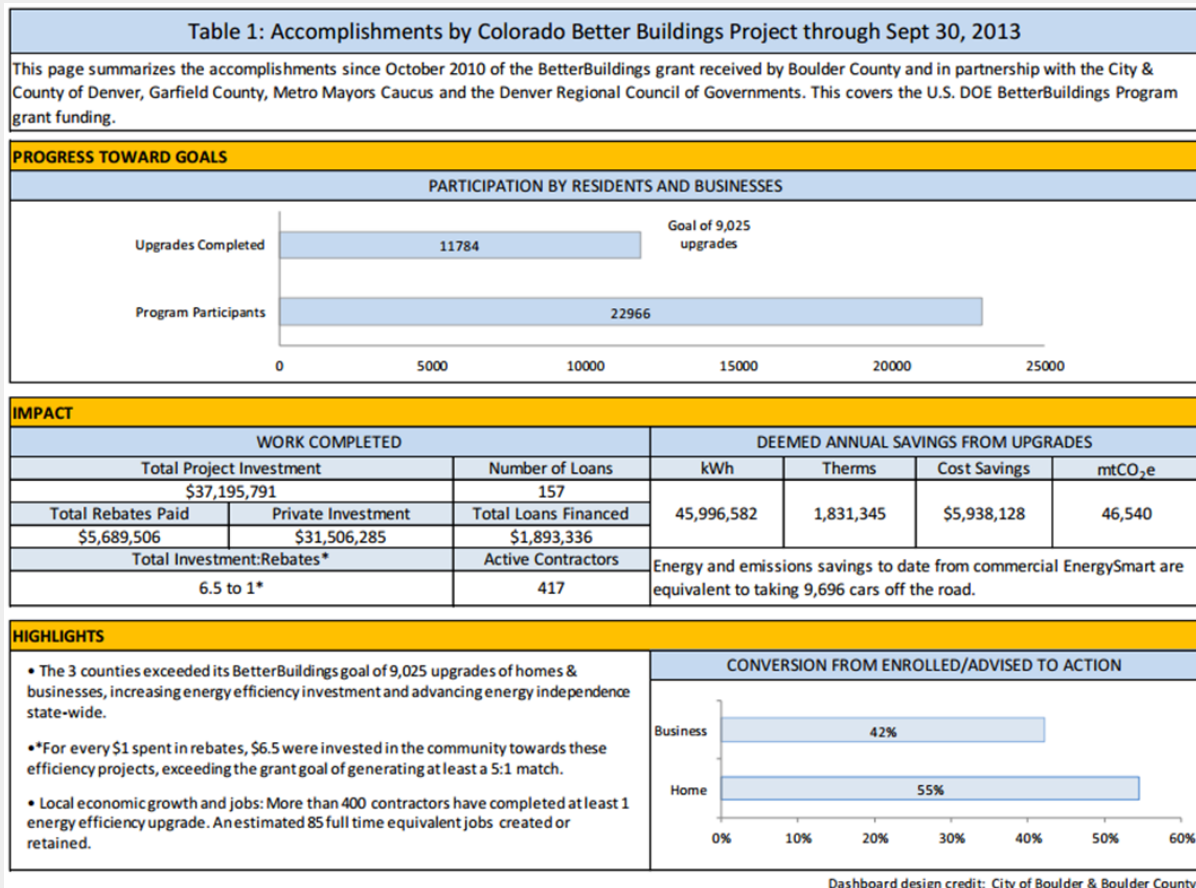 Table 1: Accomplishments by Colorado Better Buildings Project through Sept 30, 2013
This page summarizes the accomplishments since October 2010 of the BetterBuildings grant received by Boulder County and in partnership with the City &
County of Denver, Garfield County, Metro Mayors Caucus and the Denver Regional Council of Governments. This covers the U.S. DOE BetterBuildings Program
grant funding.
PROGRESS TOWARD GOALS
PARTICIPATION BY RESIDENTS AND BUSINESSES
Upgrades Completed
11784
Goal of 9,025
upgrades
Program Participants
22966
0 5000 10000 15000 20000 25000
IMPACT
WORK COMPLETED
Total Project Investment Number of Loans
$37,195,791 157
Total Rebates Paid Private Investment Total Loans Financed
$5,689,506 $31,506,285 $1,893,336
Total Investment:Rebates* Active Contractors
6.5 to 1* 417
DEEMED ANNUAL SAVINGS FROM UPGRADES
kWh Therms Cost Savings mtCO₂e
45,996,582 1,831,345 $5,938,128 46,540
Energy and emissions savings to date from commercial EnergySmart are
equivalent to taking 9,696 cars off the road.
HIGHLIGHTS
• The 3 counties exceeded its BetterBuildings goal of 9,025 upgrades of homes &
businesses, increasing energy efficiency investment and advancing energy independence
state-wide.
•*For every $1 spent in rebates, $6.5 were invested in the community towards these
efficiency projects, exceeding the grant goal of generating at least a 5:1 match.
• Local economic growth and jobs: More than 400 contractors have completed at least 1
energy efficiency upgrade. An estimated 85 full time equivalent jobs created or
retained.
CONVERSION FROM ENROLLED/ADVISED TO ACTION
Business 42%
Home 55%
0% 10% 20% 30% 40% 50% 60%
Dashboard design credit: City of Boulder & Boulder County